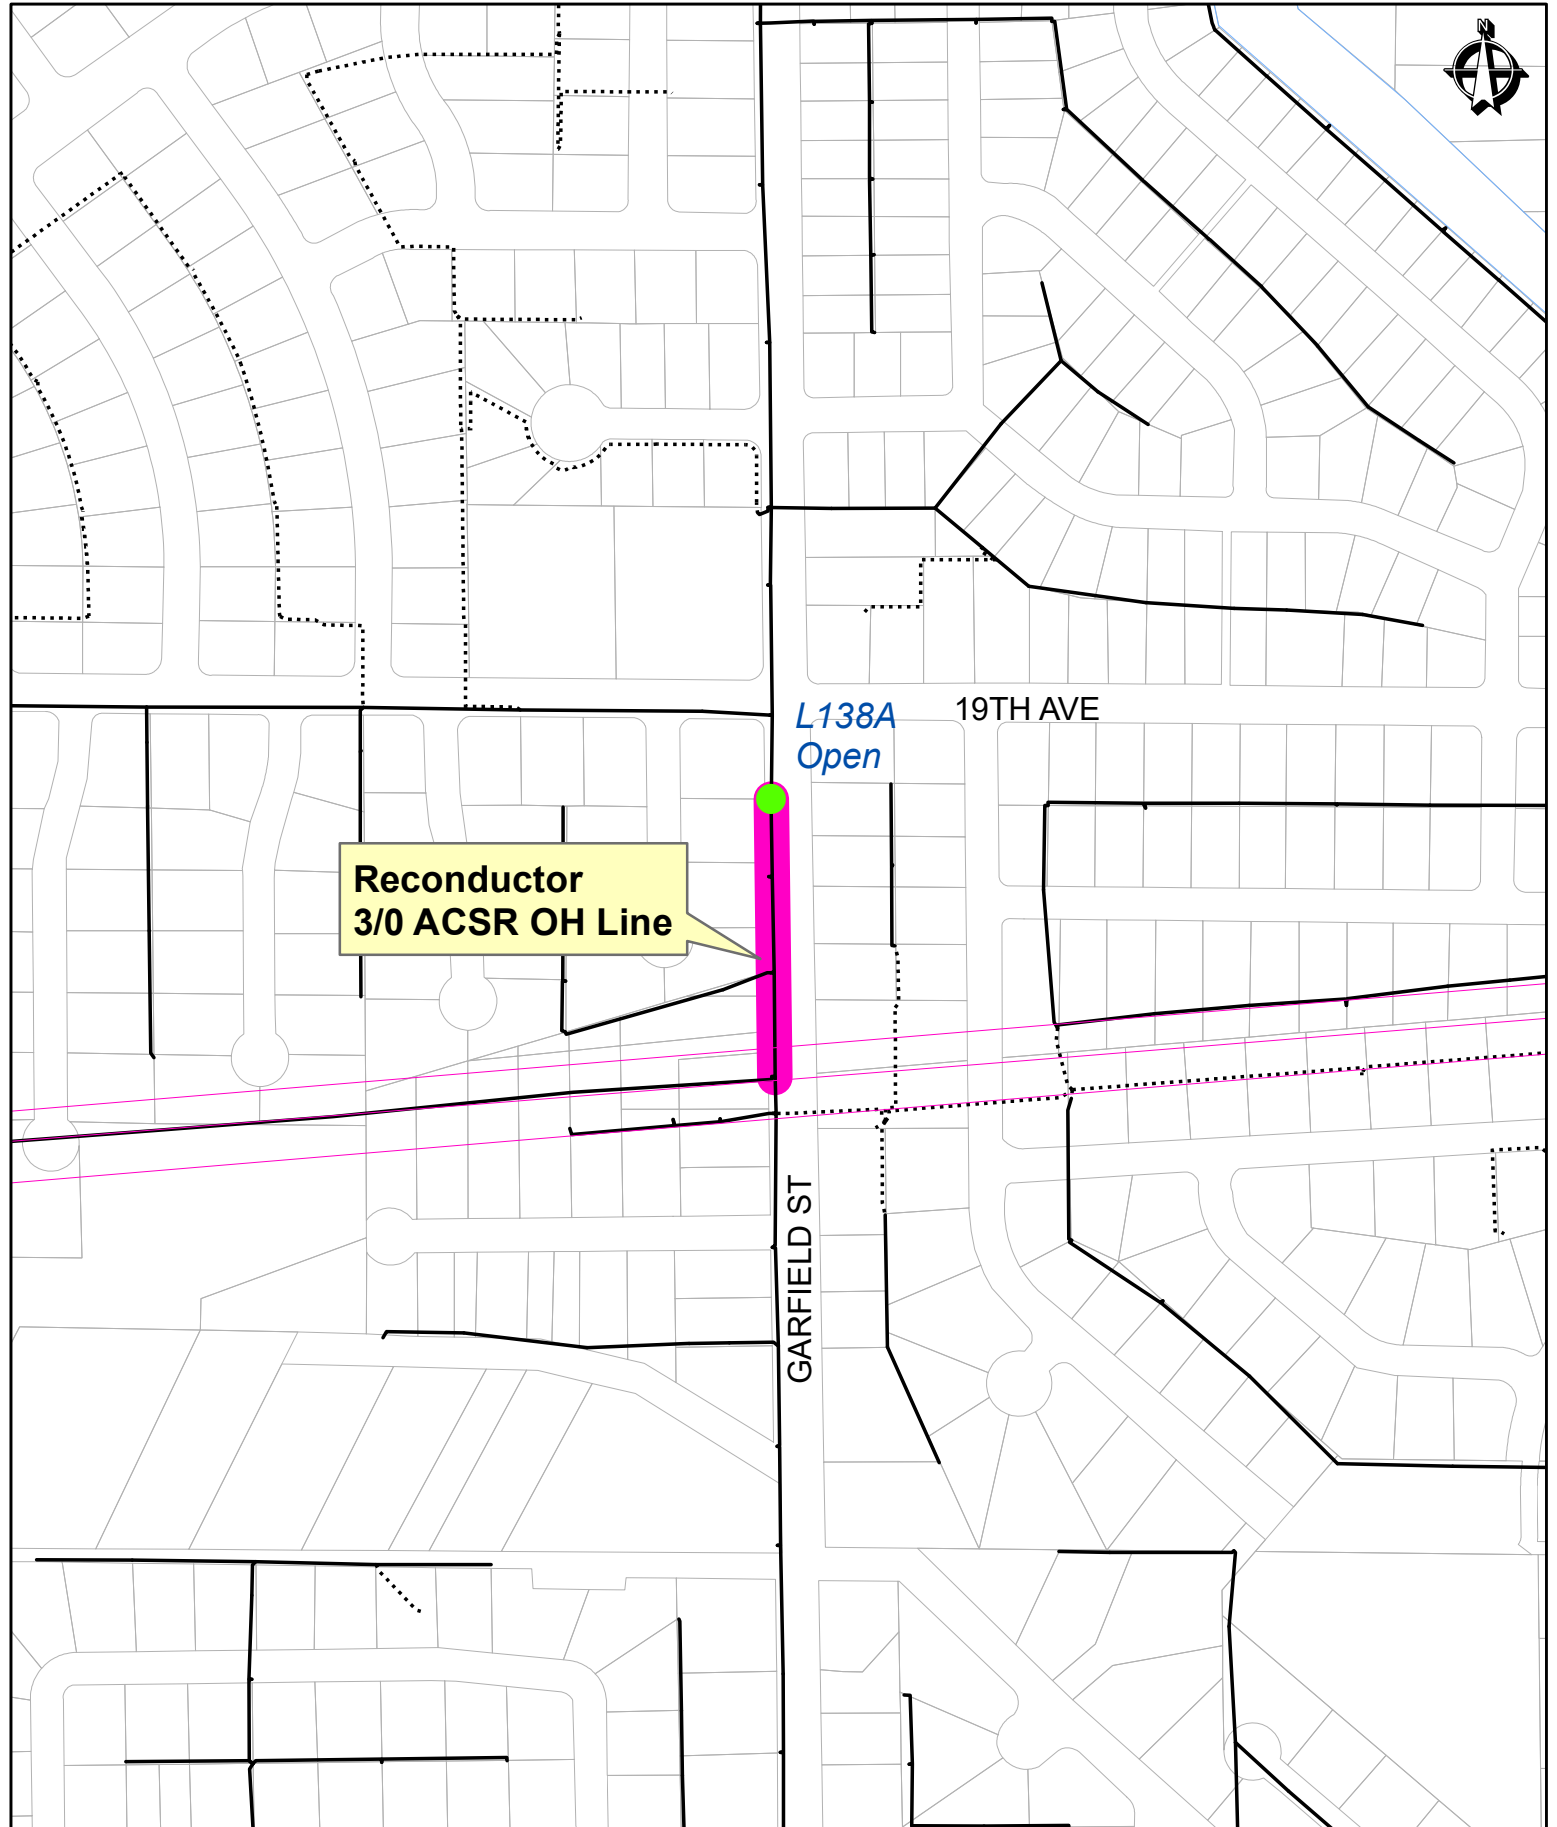 N
L138A
Open
19TH AVE
Reconductor
3/0 ACSR OH Line
GARFIELD ST